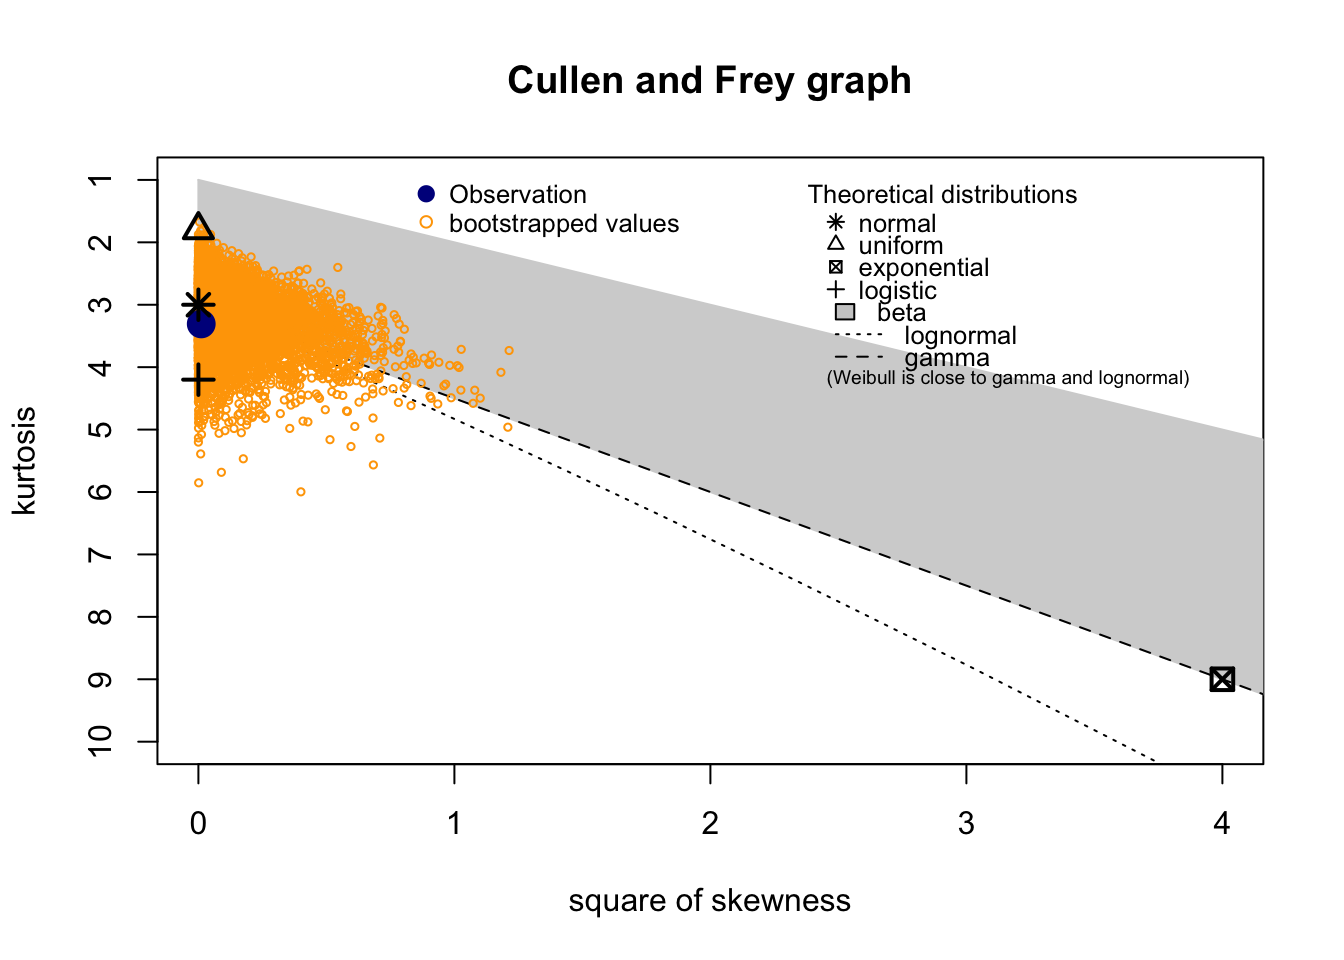 Cullen and Frey graph
Observation
bootstrapped values
Theoretical distributions
normal
uniform
exponential
logistic
beta
lognormal
gamma
(Weibull is close to gamma and lognormal)
kurtosis
1
2
3
4
5
6
7
8
9
10
0 1 2 3 4
square of skewness